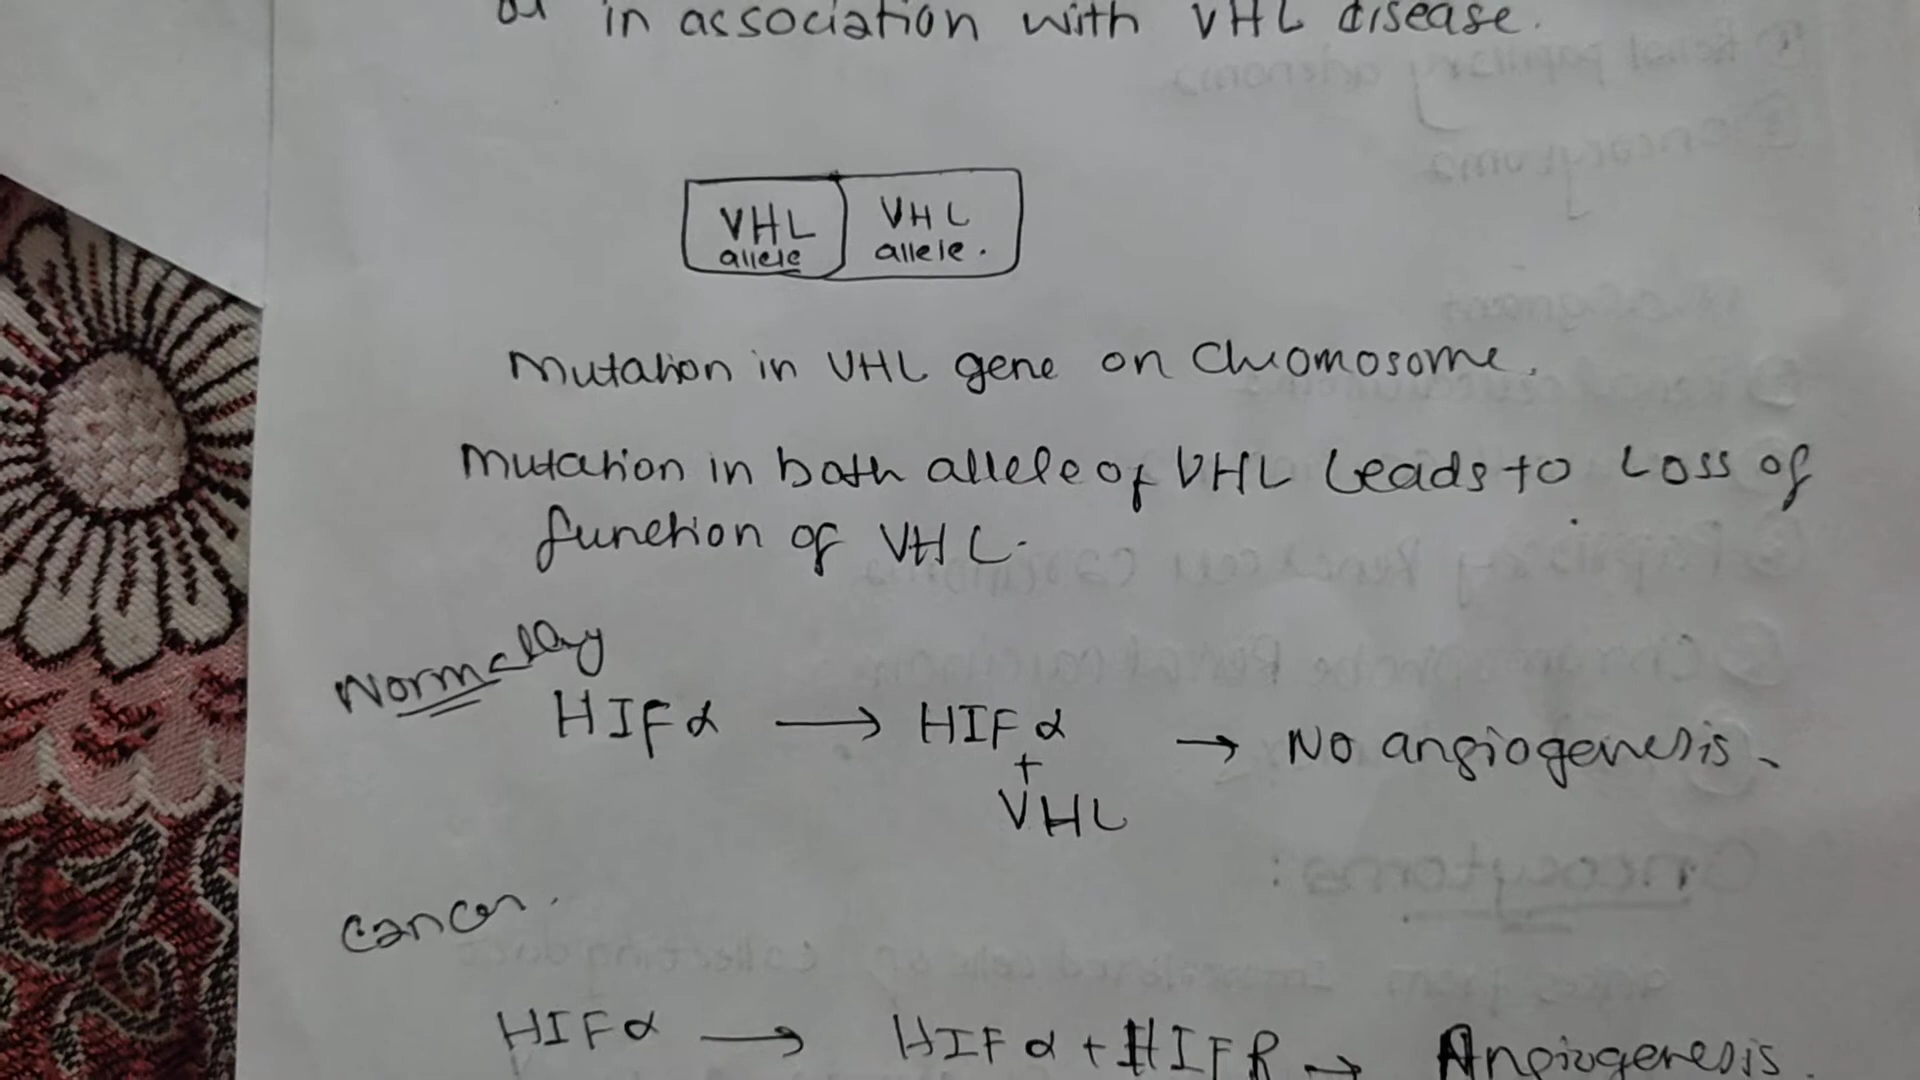 in association with VHL disease.
VHL allele
VHL allele.
Mutation in VHL gene on Chromosome.
Mutation in both allele of VHL Leads to Loss of
function of VHL.
Normally
HIFα → HIFα + VHL → No angiogenesis.
Cancer.
HIFα → HIFα + HIFR → Angiogenesis.